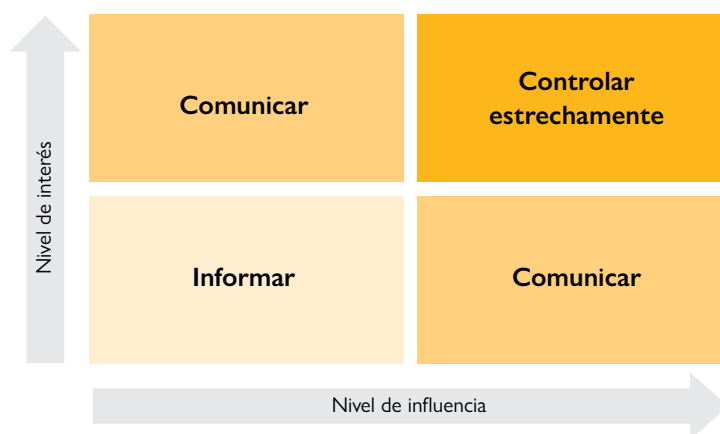 Comunicar
Controlar
estrechamente
Nivel de interés
Informar
Comunicar
Nivel de influencia